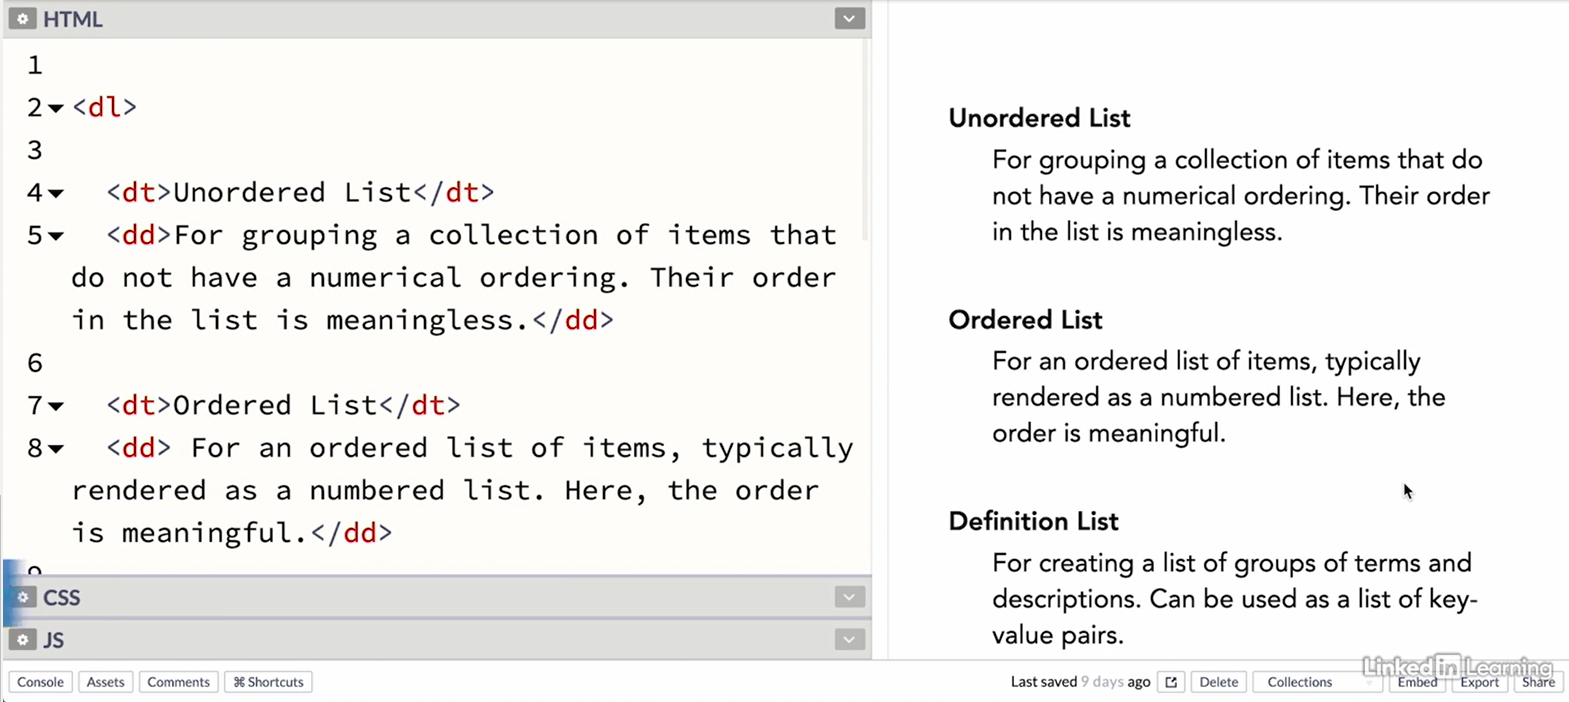 HTML
1
2 <dl>
3
4 <dt>Unordered List</dt>
5 <dd>For grouping a collection of items that
do not have a numerical ordering. Their order
in the list is meaningless.</dd>
6
7 <dt>Ordered List</dt>
8 <dd> For an ordered list of items, typically
rendered as a numbered list. Here, the order
is meaningful.</dd>
9
CSS
JS
Unordered List
For grouping a collection of items that do
not have a numerical ordering. Their order
in the list is meaningless.
Ordered List
For an ordered list of items, typically
rendered as a numbered list. Here, the
order is meaningful.
Definition List
For creating a list of groups of terms and
descriptions. Can be used as a list of key-
value pairs.
LinkedIn Learning
Console Assets Comments ⌘ Shortcuts Last saved 9 days ago Delete Collections Embed Export Share